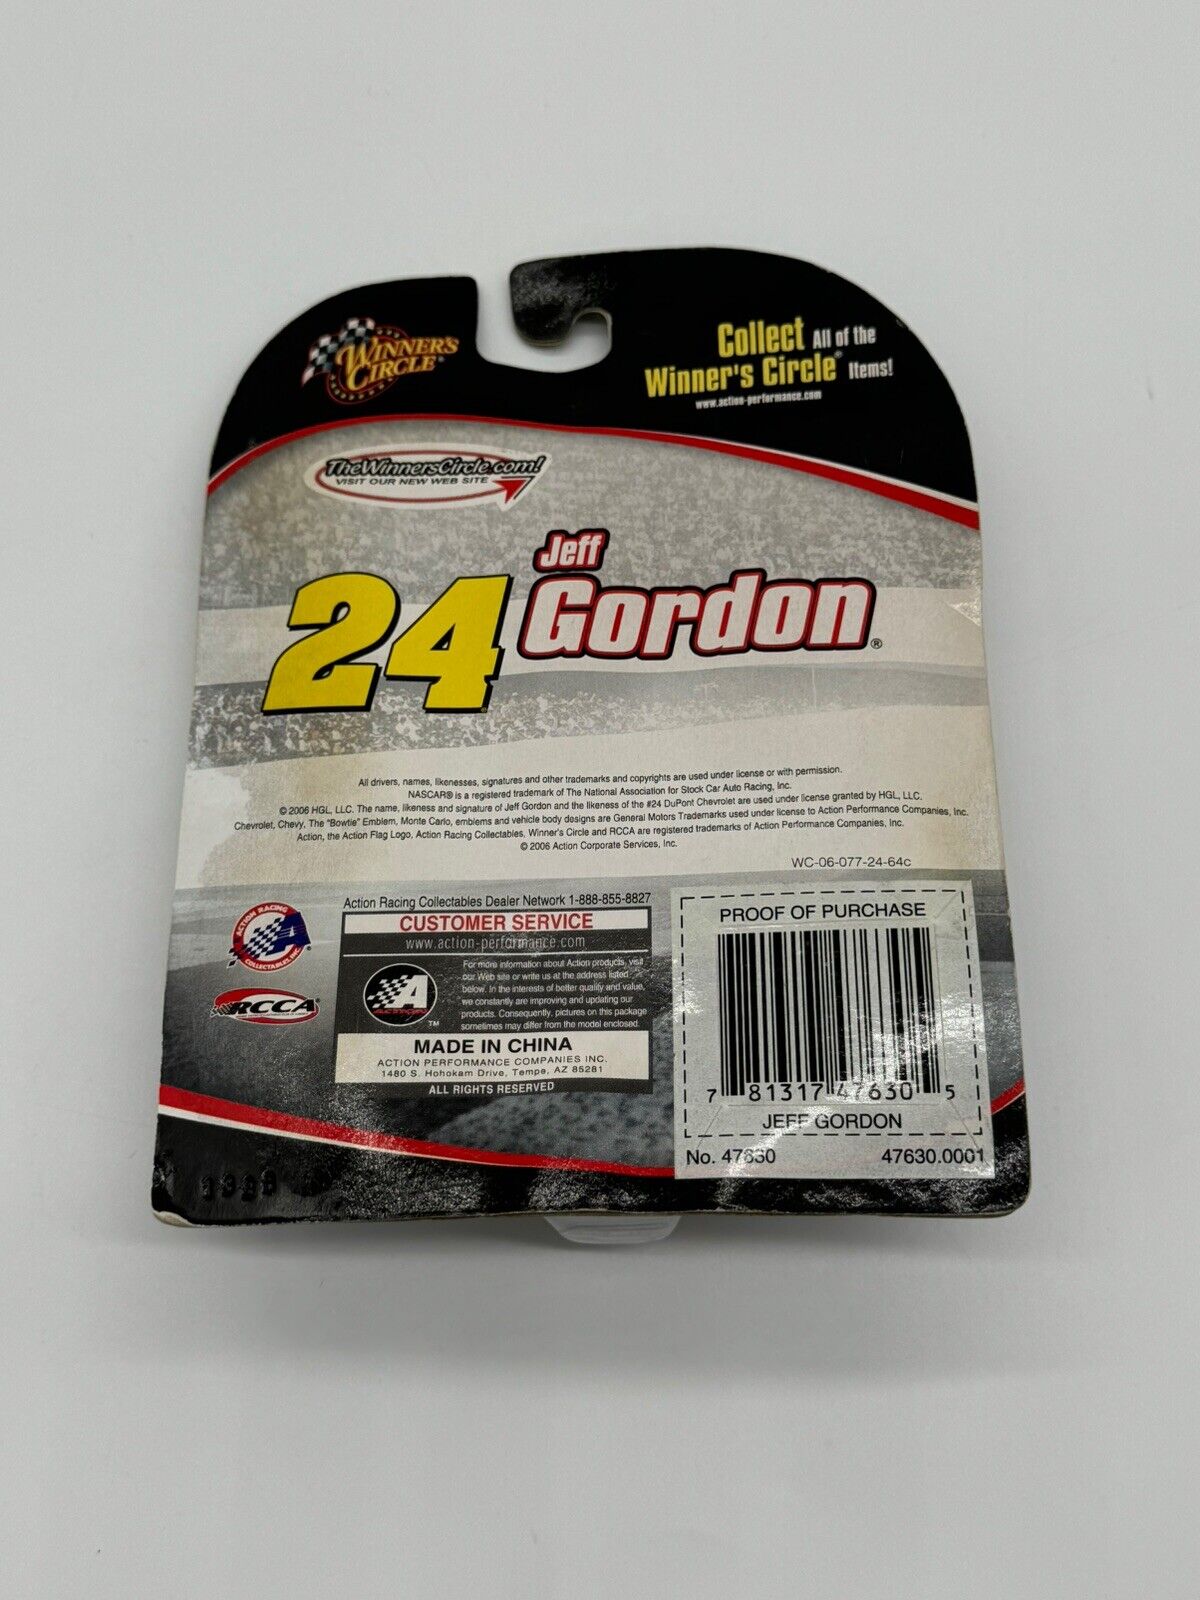 WINNER'S
CIRCLE®
Collect All of the
Winner's Circle® Items!
www.action-performance.com
TheWinnersCircle.com!
VISIT OUR NEW WEB SITE
24
Jeff
Gordon®
All drivers, names, likenesses, signatures and other trademarks and copyrights are used under license or with permission.
NASCAR® is a registered trademark of The National Association for Stock Car Auto Racing, Inc.
© 2006 HGL, LLC. The name, likeness and signature of Jeff Gordon and the likeness of the #24 DuPont Chevrolet are used under license granted by HGL, LLC.
Chevrolet, Chevy, The "Bowtie" Emblem, Monte Carlo, emblems and vehicle body designs are General Motors Trademarks used under license to Action Performance Companies, Inc.
Action, the Action Flag Logo, Action Racing Collectables, Winner's Circle and RCCA are registered trademarks of Action Performance Companies, Inc.
© 2006 Action Corporate Services, Inc.
WC-06-077-24-64c
ACTION RACING
A®
COLLECTABLES, INC.
RCCA®
Action Racing Collectables Dealer Network 1-888-855-8827
CUSTOMER SERVICE
www.action-performance.com
A
ACTION
™
For more information about Action products, visit
our Web site or write us at the address listed
below. In the interests of better quality and value,
we constantly are improving and updating our
products. Consequently, pictures on this package
sometimes may differ from the model enclosed.
MADE IN CHINA
ACTION PERFORMANCE COMPANIES INC.
1480 S. Hohokam Drive, Tempe, AZ 85281
ALL RIGHTS RESERVED
PROOF OF PURCHASE
7 81317 47630 5
JEFF GORDON
No. 47630 47630.0001